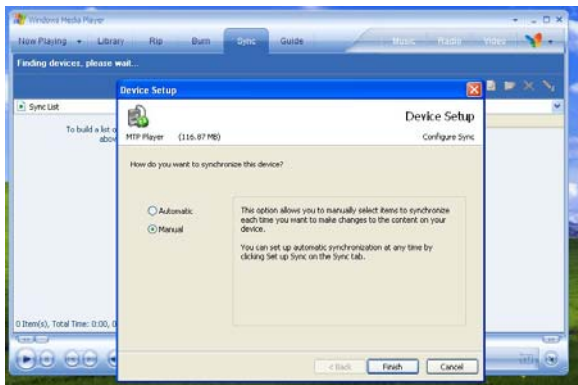 Windows Media Player
Now Playing Library Rip Burn Sync Guide Music Radio Video
Finding devices, please wait...
Device Setup
Sync List
Device Setup
To build a list o
above
MTP Player (116.87 MB)
Configure Sync
How do you want to synchronize this device?
Automatic
Manual
This option allows you to manually select items to synchronize
each time you want to make changes to the content on your
device.
You can set up automatic synchronization at any time by
clicking Set up Sync on the Sync tab.
0 Item(s), Total Time: 0:00, 0
< Back Finish Cancel